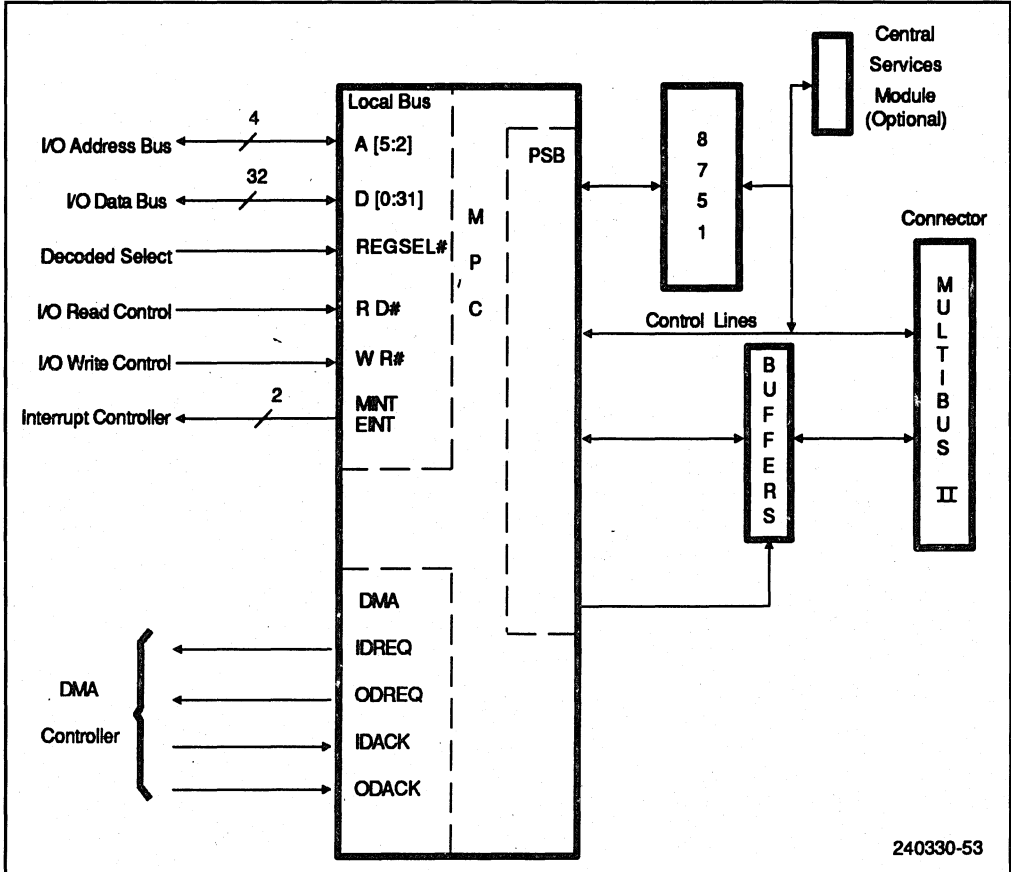 Central
Services
Module
(Optional)
Local Bus
4
I/O Address Bus
A [5:2]
32
I/O Data Bus
D [0:31]
Decoded Select
REGSEL#
I/O Read Control
R D#
I/O Write Control
W R#
2
Interrupt Controller
MINT
EINT
M
P
C
PSB
8
7
5
1
Connector
Control Lines
B
U
F
F
E
R
S
M
U
L
T
I
B
U
S
II
DMA
IDREQ
ODREQ
IDACK
ODACK
DMA
Controller
240330-53